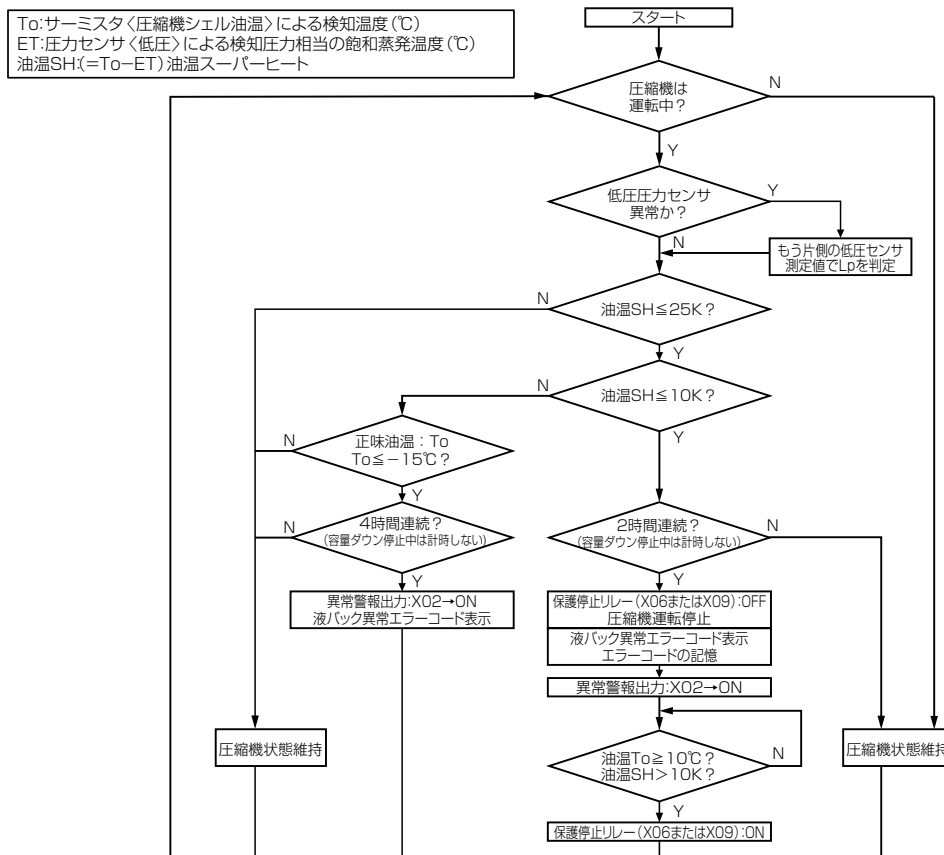 To:サーミスタ〈圧縮機シェル油温〉による検知温度(℃)
ET:圧力センサ〈低圧〉による検知圧力相当の飽和蒸発温度(℃)
油温SH:(=To−ET)油温スーパーヒート
スタート
圧縮機は
運転中?
N
Y
低圧圧力センサ
異常か?
Y
N
もう片側の低圧センサ
測定値でLpを判定
油温SH≦25K?
N
Y
油温SH≦10K?
N
Y
正味油温:To
To≦−15℃?
N
Y
4時間連続?
(容量ダウン停止中は計時しない)
N
Y
2時間連続?
(容量ダウン停止中は計時しない)
N
Y
異常警報出力:X02→ON
液バック異常エラーコード表示
保護停止リレー(X06またはX09):OFF
圧縮機運転停止
液バック異常エラーコード表示
エラーコードの記憶
異常警報出力:X02→ON
圧縮機状態維持
油温To≧10℃?
油温SH>10K?
N
Y
圧縮機状態維持
保護停止リレー(X06またはX09):ON